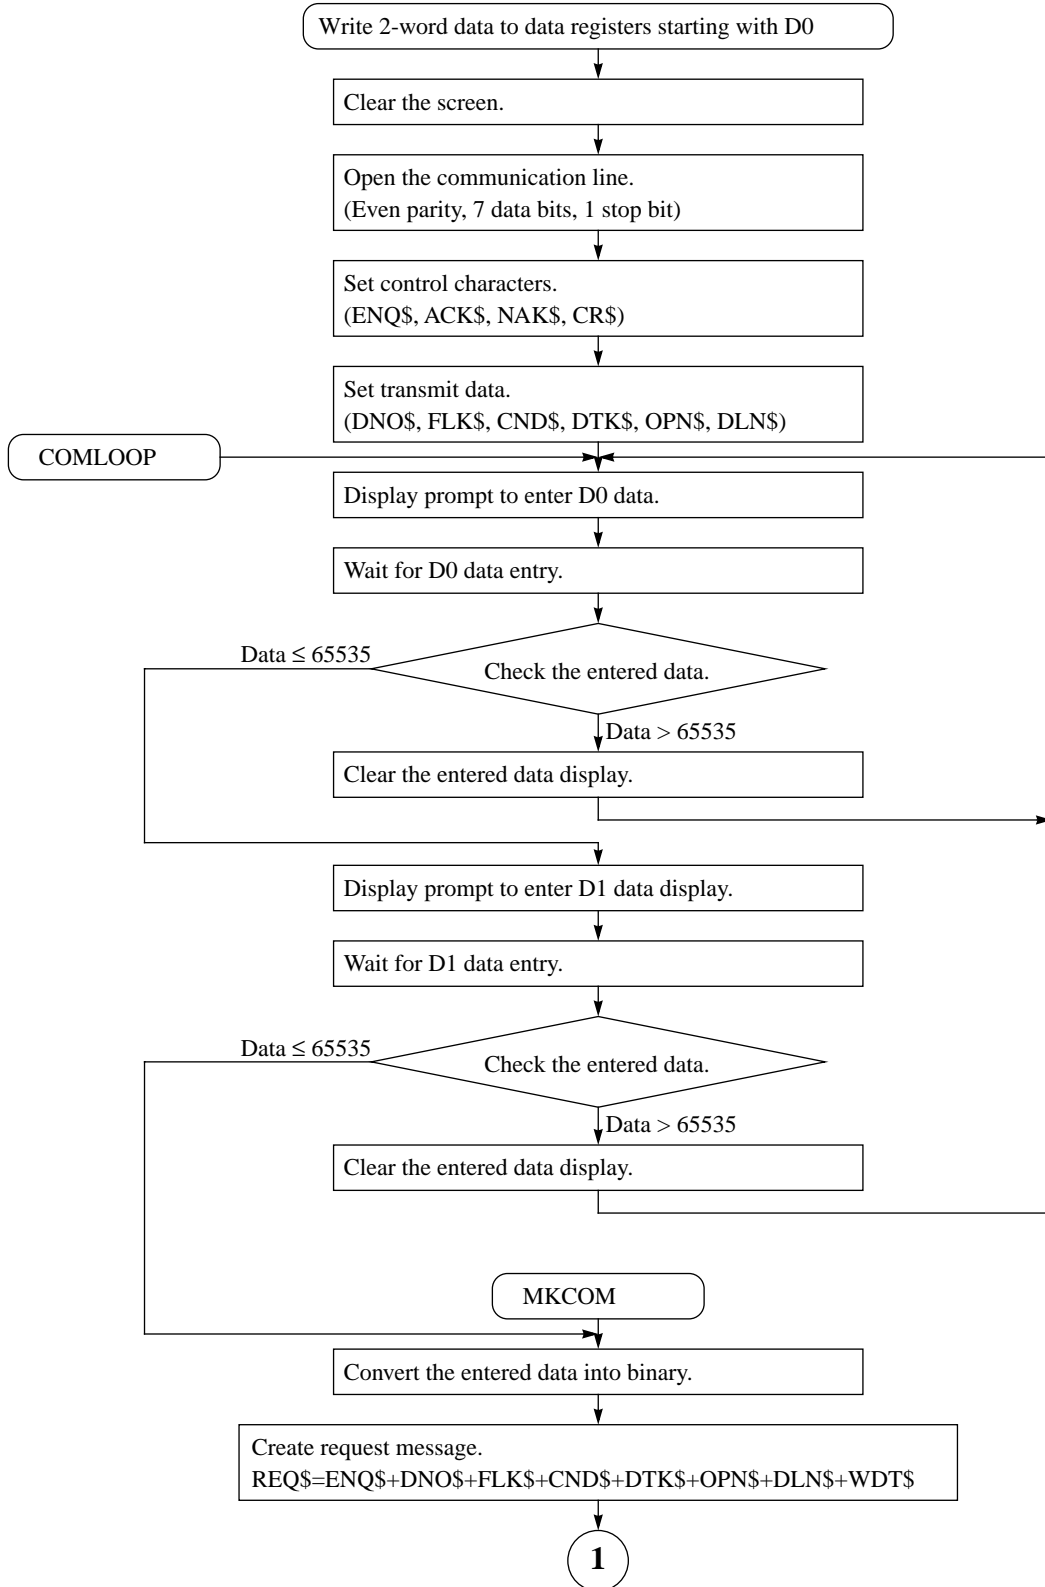 Write 2-word data to data registers starting with D0
Clear the screen.
Open the communication line.
(Even parity, 7 data bits, 1 stop bit)
Set control characters.
(ENQ$, ACK$, NAK$, CR$)
Set transmit data.
(DNO$, FLK$, CND$, DTK$, OPN$, DLN$)
COMLOOP
Display prompt to enter D0 data.
Wait for D0 data entry.
Data ≤ 65535
Check the entered data.
Data > 65535
Clear the entered data display.
Display prompt to enter D1 data display.
Wait for D1 data entry.
Data ≤ 65535
Check the entered data.
Data > 65535
Clear the entered data display.
MKCOM
Convert the entered data into binary.
Create request message.
REQ$=ENQ$+DNO$+FLK$+CND$+DTK$+OPN$+DLN$+WDT$
1